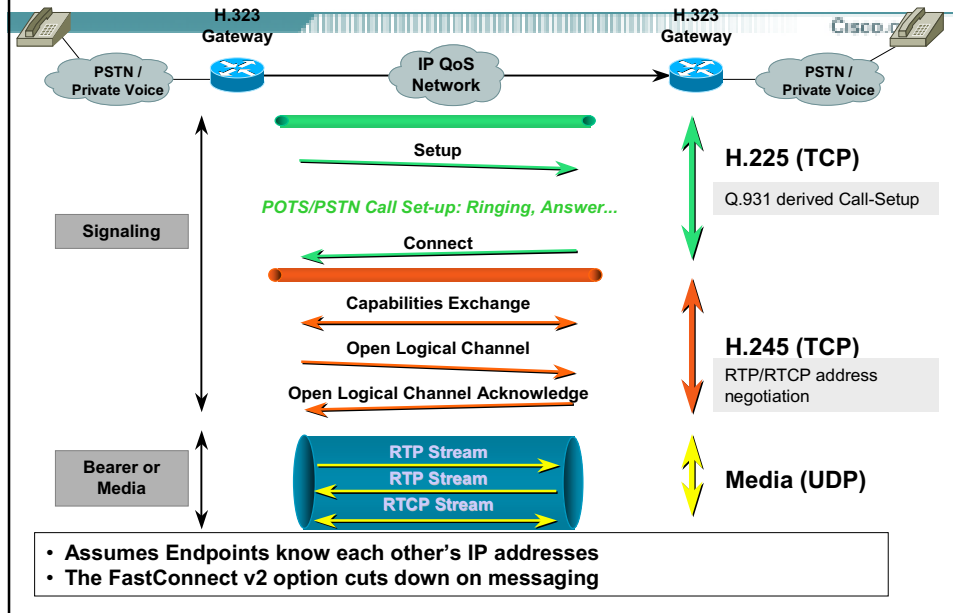 H.323
Gateway
H.323
Gateway
PSTN /
Private Voice
IP QoS
Network
PSTN /
Private Voice
Setup
H.225 (TCP)
Q.931 derived Call-Setup
POTS/PSTN Call Set-up: Ringing, Answer...
Signaling
Connect
Capabilities Exchange
Open Logical Channel
H.245 (TCP)
RTP/RTCP address
negotiation
Open Logical Channel Acknowledge
RTP Stream
Bearer or
Media
RTP Stream
Media (UDP)
RTCP Stream
• Assumes Endpoints know each other's IP addresses
• The FastConnect v2 option cuts down on messaging